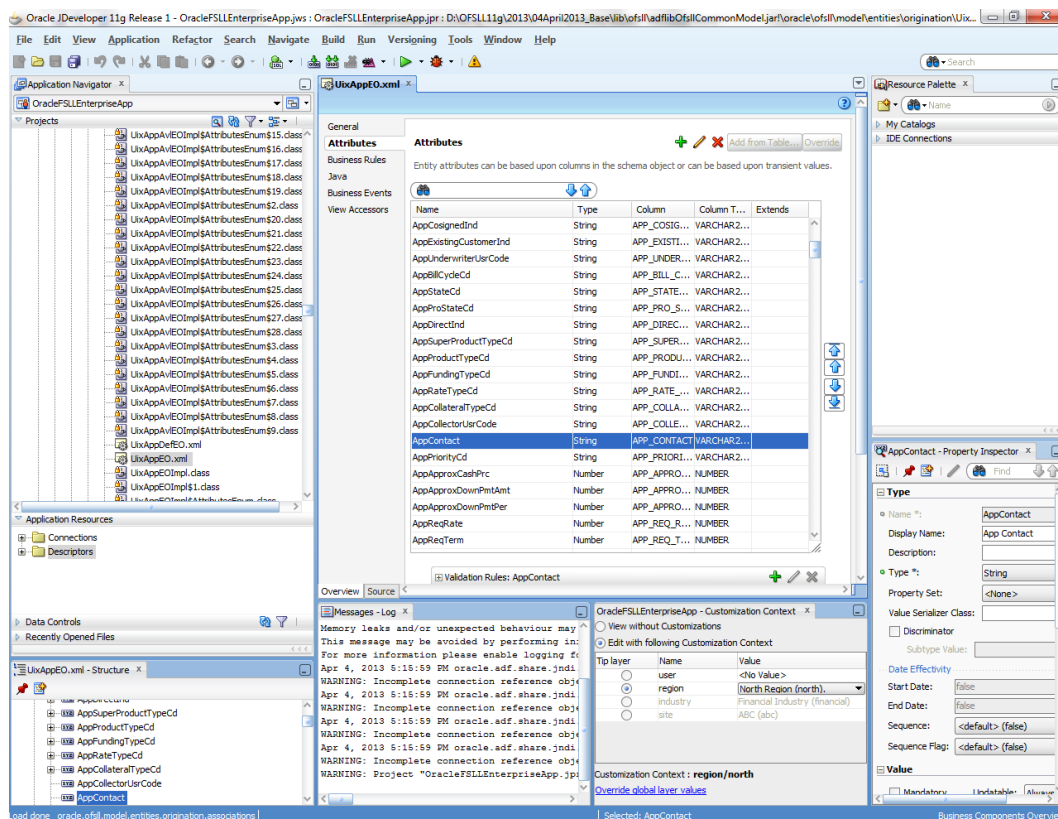 Oracle JDeveloper 11g Release 1 - OracleFSLLEnterpriseApp.jws : OracleFSLLEnterpriseApp.jpr : D:\OFSLL11g\2013\04April2013_Base\lib\ofsll\adflibOfsllCommonModel.jar!\oracle\ofsll\model\entities\origination\Uix...
File Edit View Application Refactor Search Navigate Build Run Versioning Tools Window Help
Search
Application Navigator
OracleFSLLEnterpriseApp
Projects
UixAppAvlEOImpl$AttributesEnum$15.class
UixAppAvlEOImpl$AttributesEnum$16.class
UixAppAvlEOImpl$AttributesEnum$17.class
UixAppAvlEOImpl$AttributesEnum$18.class
UixAppAvlEOImpl$AttributesEnum$19.class
UixAppAvlEOImpl$AttributesEnum$2.class
UixAppAvlEOImpl$AttributesEnum$20.class
UixAppAvlEOImpl$AttributesEnum$21.class
UixAppAvlEOImpl$AttributesEnum$22.class
UixAppAvlEOImpl$AttributesEnum$23.class
UixAppAvlEOImpl$AttributesEnum$24.class
UixAppAvlEOImpl$AttributesEnum$25.class
UixAppAvlEOImpl$AttributesEnum$26.class
UixAppAvlEOImpl$AttributesEnum$27.class
UixAppAvlEOImpl$AttributesEnum$28.class
UixAppAvlEOImpl$AttributesEnum$3.class
UixAppAvlEOImpl$AttributesEnum$4.class
UixAppAvlEOImpl$AttributesEnum$5.class
UixAppAvlEOImpl$AttributesEnum$6.class
UixAppAvlEOImpl$AttributesEnum$7.class
UixAppAvlEOImpl$AttributesEnum$8.class
UixAppAvlEOImpl$AttributesEnum$9.class
UixAppDefEO.xml
UixAppEO.xml
UixAppEOImpl.class
UixAppEOImpl$1.class
UixAppEOImpl$AttributesEnum.class
Application Resources
Connections
Descriptors
Data Controls
Recently Opened Files
UixAppEO.xml - Structure
AppDirectInd
AppSuperProductTypeCd
AppProductTypeCd
AppFundingTypeCd
AppRateTypeCd
AppCollateralTypeCd
AppCollectorUsrCode
AppContact
UixAppEO.xml
General
Attributes
Business Rules
Java
Business Events
View Accessors
Attributes
Add from Table... Override
Entity attributes can be based upon columns in the schema object or can be based upon transient values.
Name Type Column Column T... Extends
AppCosignedInd String APP_COSIG... VARCHAR2...
AppExistingCustomerInd String APP_EXISTI... VARCHAR2...
AppUnderwriterUsrCode String APP_UNDER... VARCHAR2...
AppBillCycleCd String APP_BILL_C... VARCHAR2...
AppStateCd String APP_STATE... VARCHAR2...
AppProStateCd String APP_PRO_S... VARCHAR2...
AppDirectInd String APP_DIREC... VARCHAR2...
AppSuperProductTypeCd String APP_SUPER... VARCHAR2...
AppProductTypeCd String APP_PRODU... VARCHAR2...
AppFundingTypeCd String APP_FUNDI... VARCHAR2...
AppRateTypeCd String APP_RATE_... VARCHAR2...
AppCollateralTypeCd String APP_COLLA... VARCHAR2...
AppCollectorUsrCode String APP_COLLE... VARCHAR2...
AppContact String APP_CONTACT VARCHAR2...
AppPriorityCd String APP_PRIORI... VARCHAR2...
AppApproxCashPrc Number APP_APPRO... NUMBER
AppApproxDownPmtAmt Number APP_APPRO... NUMBER
AppApproxDownPmtPer Number APP_APPRO... NUMBER
AppReqRate Number APP_REQ_R... NUMBER
AppReqTerm Number APP_REQ_T... NUMBER
Validation Rules: AppContact
Overview Source
Messages - Log
Memory leaks and/or unexpected behaviour may
This message may be avoided by performing in
For more information please enable logging fo
Apr 4, 2013 5:15:59 PM oracle.adf.share.jndi.
WARNING: Incomplete connection reference obje
Apr 4, 2013 5:15:59 PM oracle.adf.share.jndi.
WARNING: Incomplete connection reference obje
Apr 4, 2013 5:15:59 PM oracle.adf.share.jndi.
WARNING: Incomplete connection reference obje
Apr 4, 2013 5:15:59 PM oracle.adf.share.jndi.
WARNING: Incomplete connection reference obje
WARNING: Project "OracleFSLLEnterpriseApp.jp
OracleFSLLEnterpriseApp - Customization Context
View without Customizations
Edit with following Customization Context
Tip layer Name Value
user <No Value>
region North Region (north).
industry Financial Industry (financial)
site ABC (abc)
Customization Context : region/north
Override global layer values
Resource Palette
Name
My Catalogs
IDE Connections
AppContact - Property Inspector
Find
Type
Name *: AppContact
Display Name: App Contact
Description:
Type *: String
Property Set: <None>
Value Serializer Class:
Discriminator
Subtype Value:
Date Effectivity
Start Date: false
End Date: false
Sequence: <default> (false)
Sequence Flag: <default> (false)
Value
Mandatory Updatable: Always
Load done oracle.ofsll.model.entities.origination.associations
Selected: AppContact
Business Components Overview